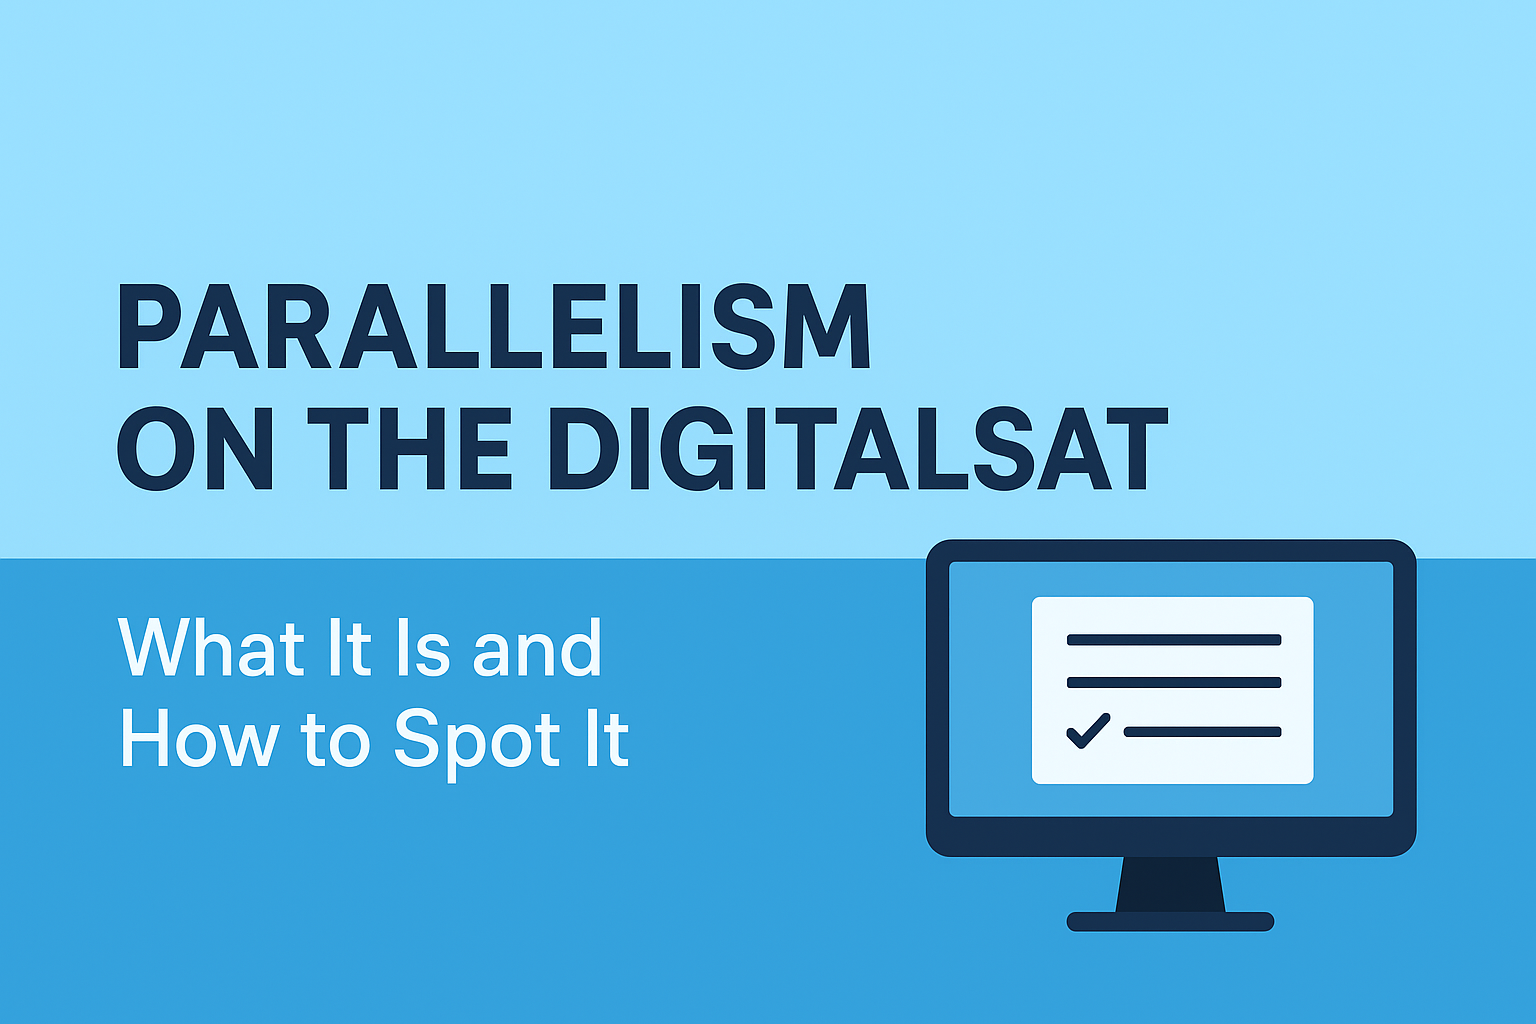 PARALLELISM
ON THE DIGITALSAT
What It Is and
How to Spot It